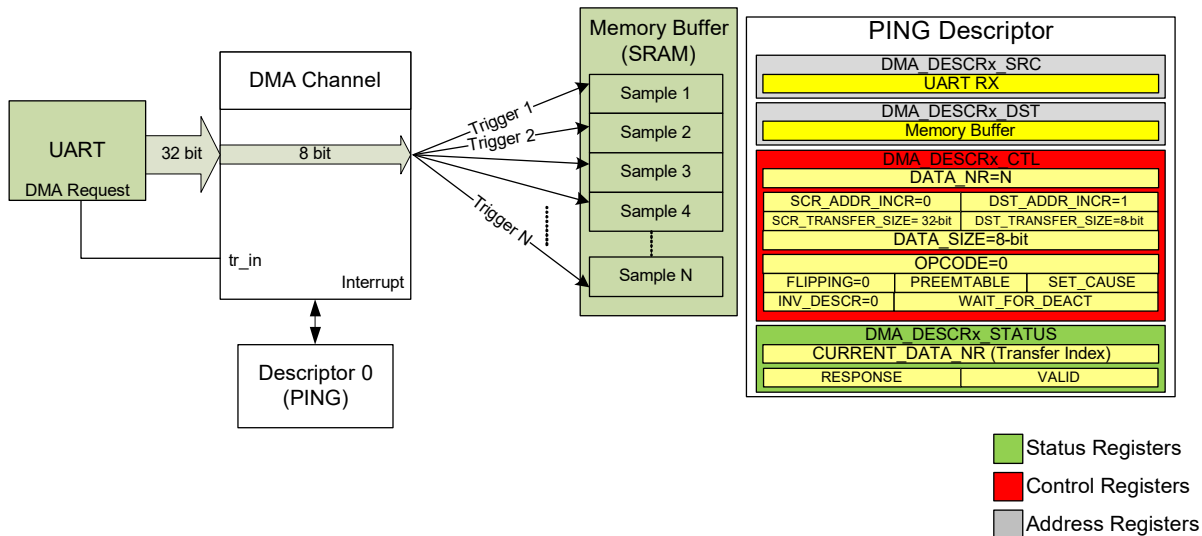 UART
DMA Request
32 bit
DMA Channel
8 bit
tr_in
Interrupt
Descriptor 0
(PING)
Trigger 1
Trigger 2
Trigger N
Memory Buffer
(SRAM)
Sample 1
Sample 2
Sample 3
Sample 4
Sample N
PING Descriptor
DMA_DESCRx_SRC
UART RX
DMA_DESCRx_DST
Memory Buffer
DMA_DESCRx_CTL
DATA_NR=N
SCR_ADDR_INCR=0
DST_ADDR_INCR=1
SCR_TRANSFER_SIZE= 32-bit
DST_TRANSFER_SIZE=8-bit
DATA_SIZE=8-bit
OPCODE=0
FLIPPING=0
PREEMTABLE
SET_CAUSE
INV_DESCR=0
WAIT_FOR_DEACT
DMA_DESCRx_STATUS
CURRENT_DATA_NR (Transfer Index)
RESPONSE
VALID
Status Registers
Control Registers
Address Registers